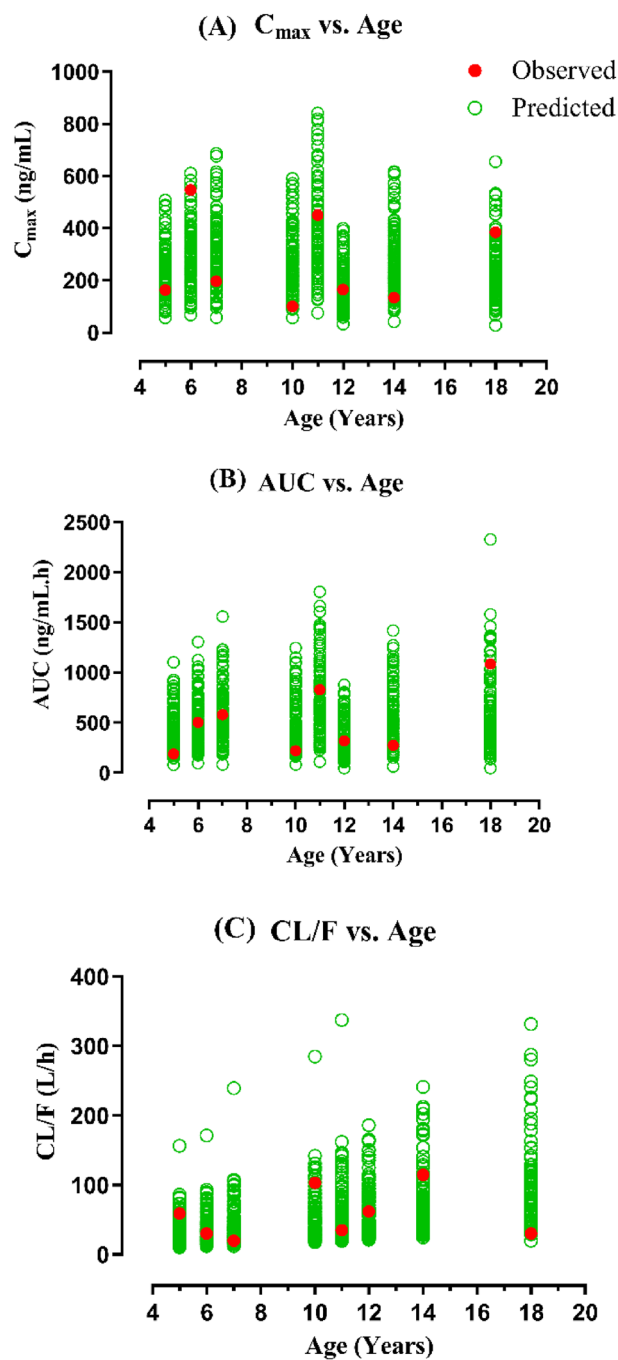 (A) Cmax vs. Age
1000
800
600
400
200
0
Cmax (ng/mL)
Observed
Predicted
4 6 8 10 12 14 16 18 20
Age (Years)
(B) AUC vs. Age
2500
2000
1500
1000
500
0
AUC (ng/mL.h)
4 6 8 10 12 14 16 18 20
Age (Years)
(C) CL/F vs. Age
400
300
200
100
0
CL/F (L/h)
4 6 8 10 12 14 16 18 20
Age (Years)